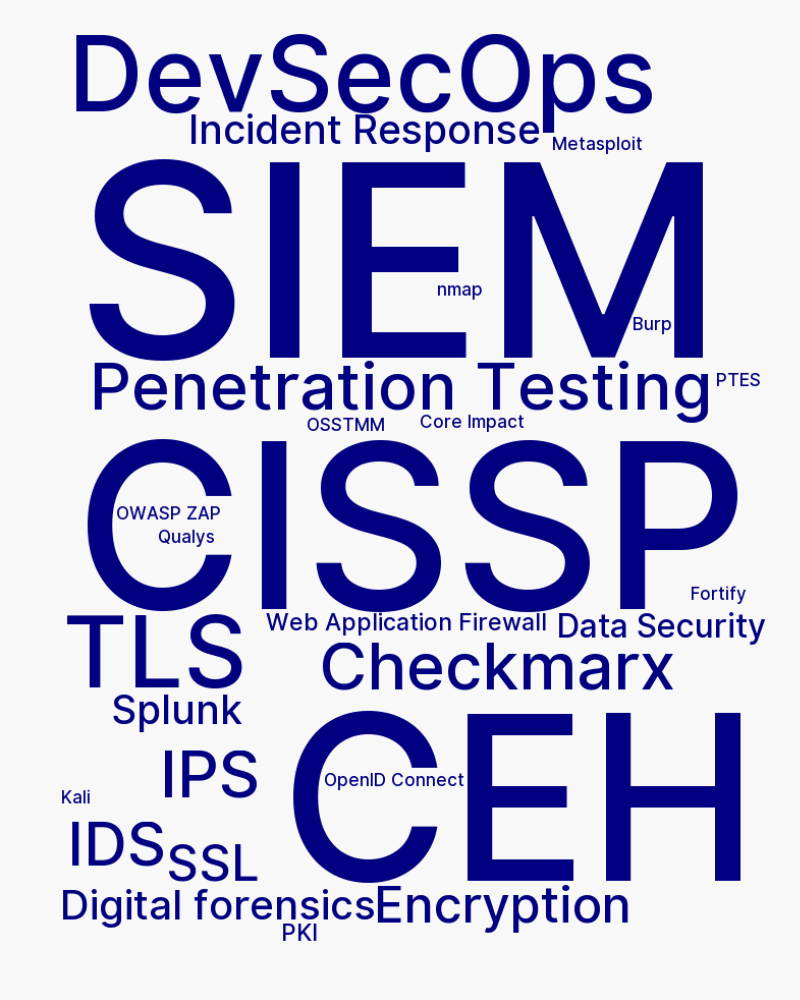 DevSecOps
Incident Response
Metasploit
SIEM
nmap
Burp
Penetration Testing
PTES
OSSTMM
Core Impact
CISSP
OWASP ZAP
Qualys
Fortify
TLS
Web Application Firewall
Data Security
Checkmarx
Splunk
IPS
CEH
OpenID Connect
Kali
IDS
SSL
Digital forensics
Encryption
PKI